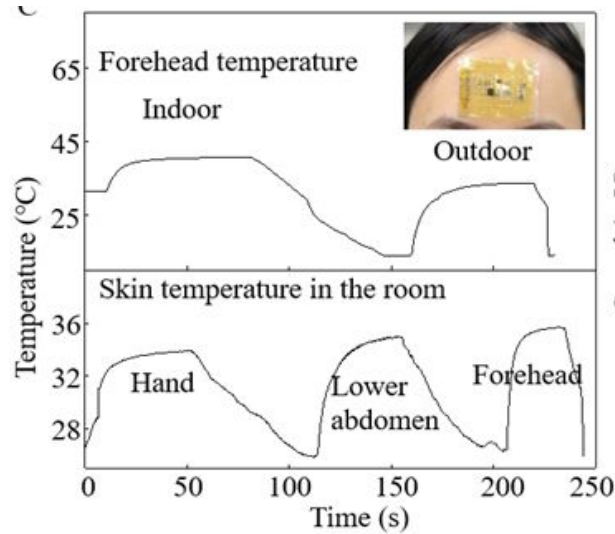 C
Forehead temperature
Indoor
Outdoor
65
45
25
Temperature (°C)
Skin temperature in the room
Hand
Lower
abdomen
Forehead
36
32
28
0
50
100
150
200
250
Time (s)